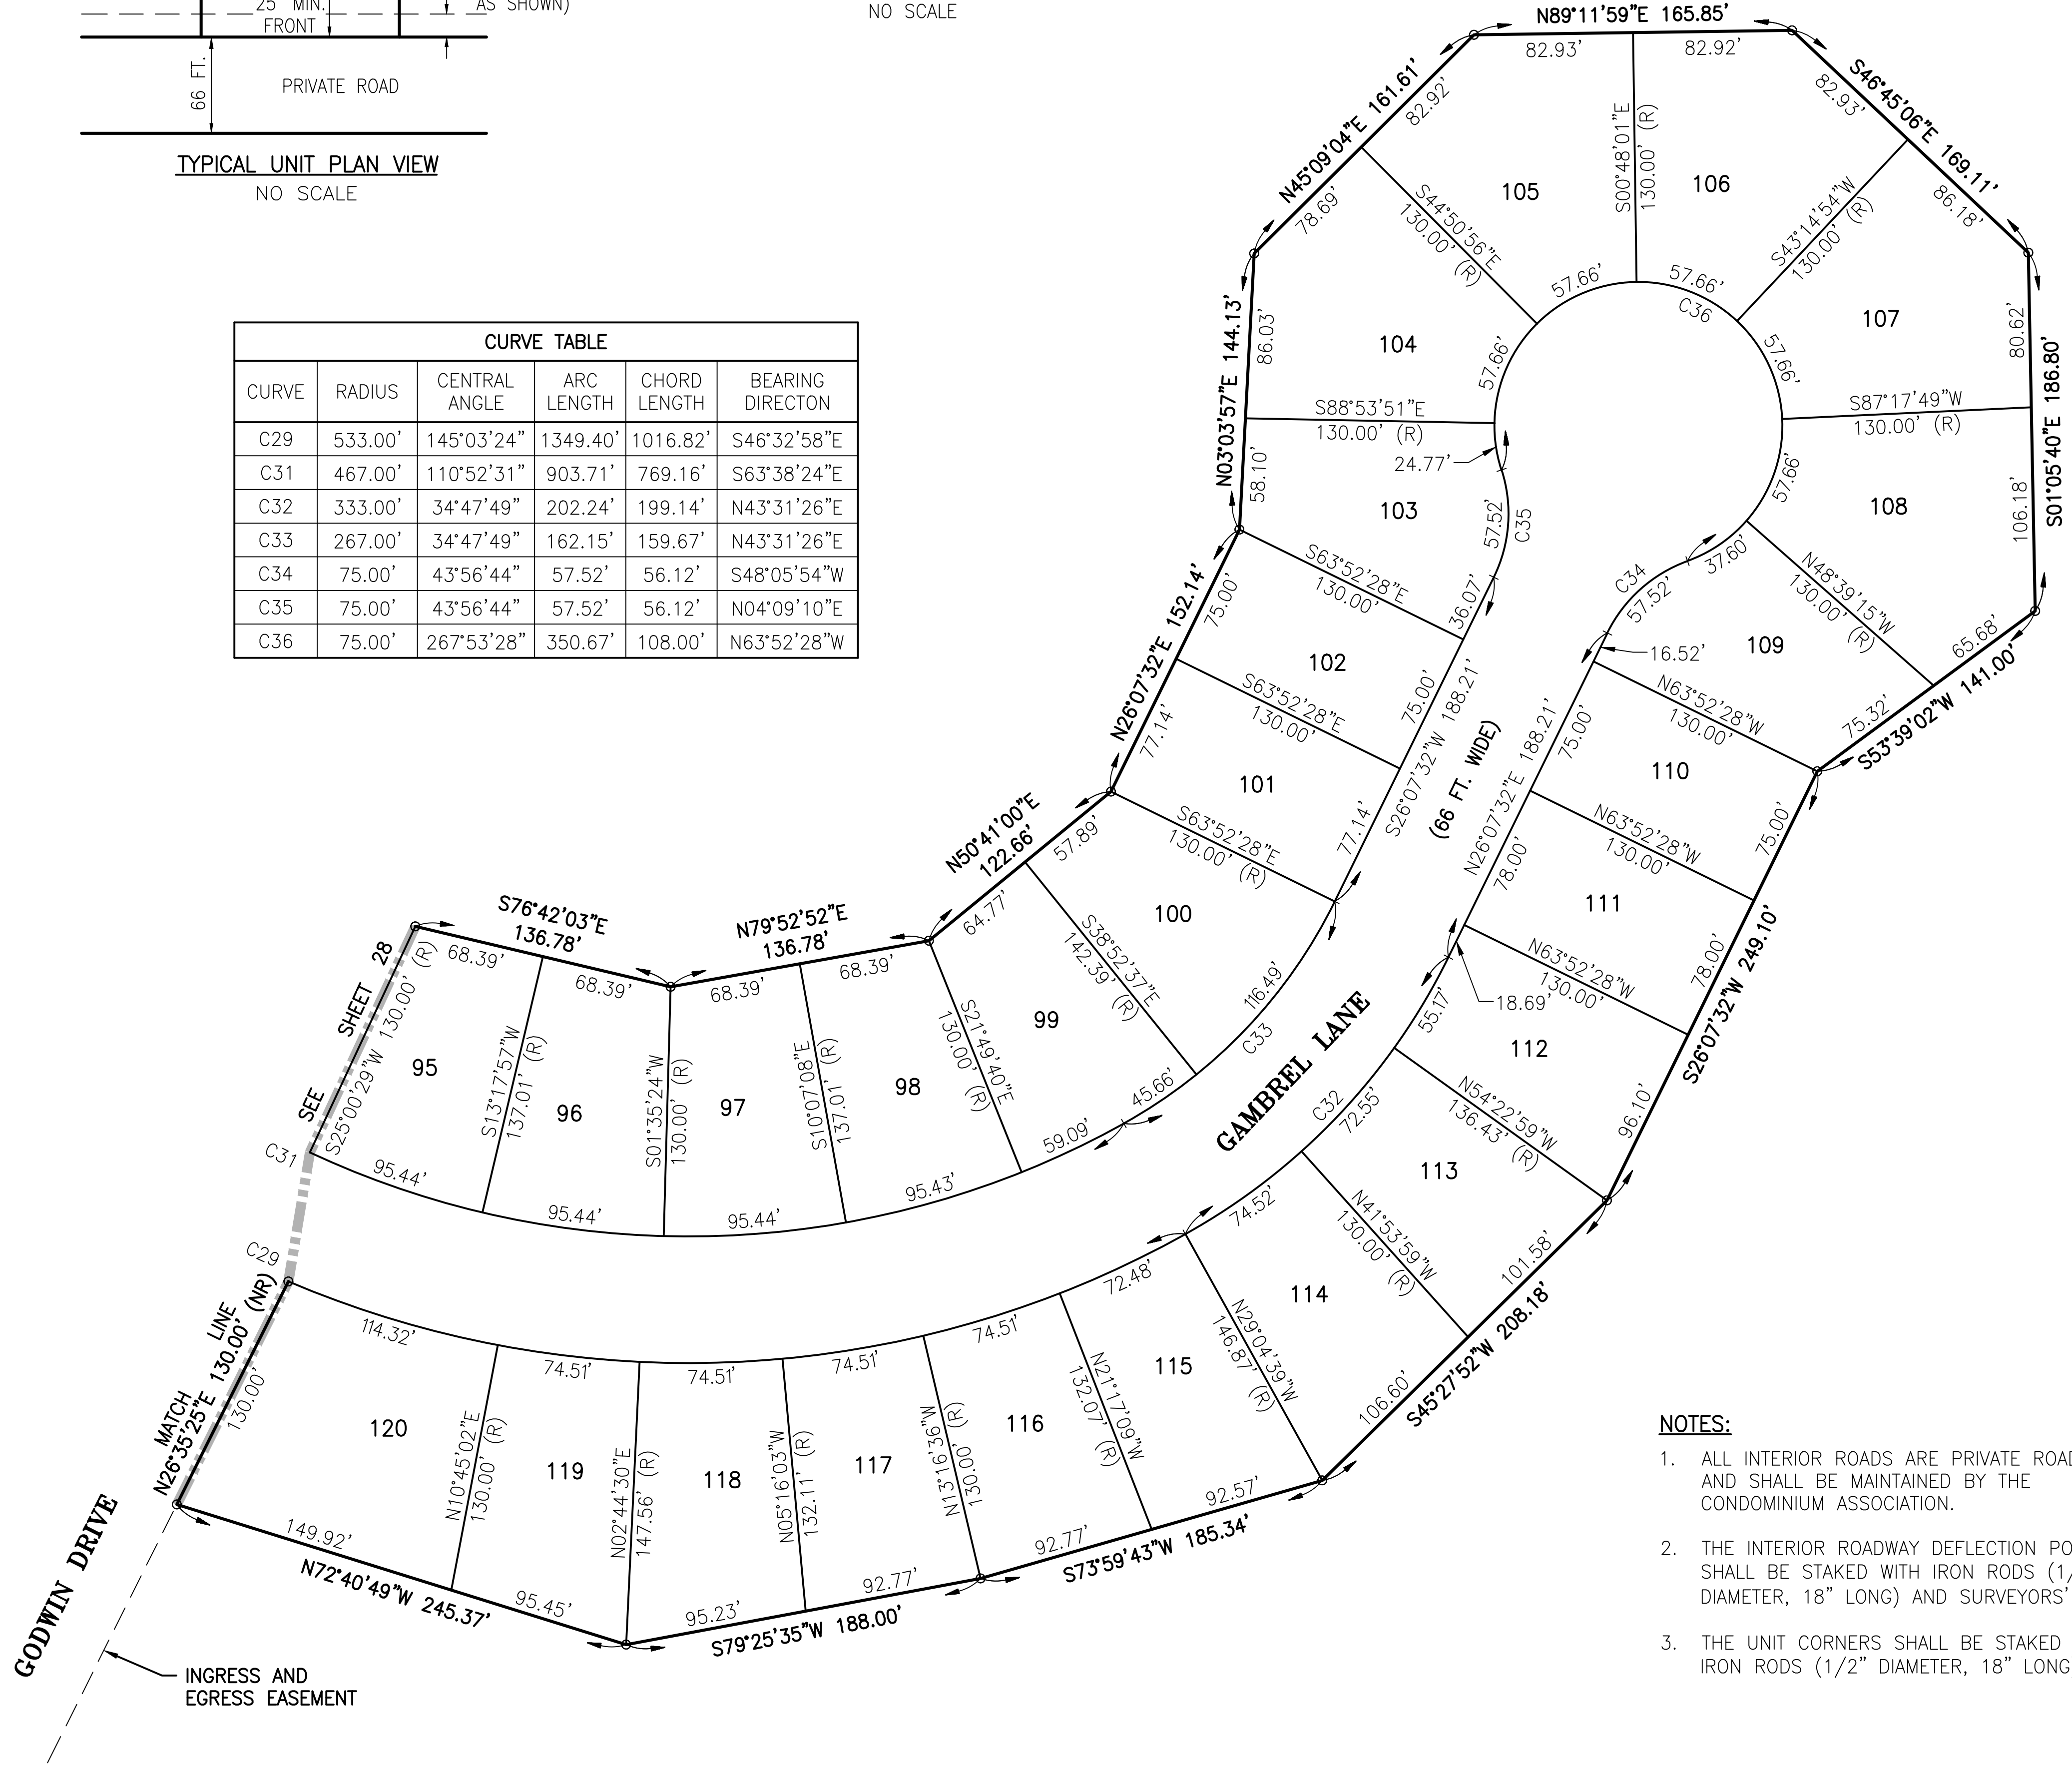 25' MIN.
FRONT
AS SHOWN)
NO SCALE
66 FT.
PRIVATE ROAD
TYPICAL UNIT PLAN VIEW
NO SCALE
CURVE TABLE
CURVE RADIUS CENTRAL ANGLE ARC LENGTH CHORD LENGTH BEARING DIRECTON
C29 533.00' 145°03'24" 1349.40' 1016.82' S46°32'58"E
C31 467.00' 110°52'31" 903.71' 769.16' S63°38'24"E
C32 333.00' 34°47'49" 202.24' 199.14' N43°31'26"E
C33 267.00' 34°47'49" 162.15' 159.67' N43°31'26"E
C34 75.00' 43°56'44" 57.52' 56.12' S48°05'54"W
C35 75.00' 43°56'44" 57.52' 56.12' N04°09'10"E
C36 75.00' 267°53'28" 350.67' 108.00' N63°52'28"W
N89°11'59"E 165.85'
82.93'
82.92'
N45°09'04"E 161.61'
82.92'
78.69'
S46°45'06"E 169.11'
82.93'
86.18'
S00°48'01"E
130.00' (R)
105
106
S44°50'56"E
130.00' (R)
S43°14'54"W
130.00' (R)
57.66'
57.66'
C36
N03°03'57"E 144.13'
86.03'
58.10'
104
57.66'
57.66'
107
80.62'
S01°05'40"E 186.80'
106.18'
S88°53'51"E
130.00' (R)
24.77'
S87°17'49"W
130.00' (R)
57.66'
108
103
57.52'
C35
37.60'
C34
57.52'
N48°39'15"W
130.00' (R)
S63°52'28"E
130.00'
36.07'
16.52'
109
65.68'
75.32'
S53°39'02"W 141.00'
N26°07'32"E 152.14'
75.00'
77.14'
102
75.00'
S63°52'28"E
130.00'
101
77.14'
S26°07'32"W 188.21'
(66 FT. WIDE)
N26°07'32"E 188.21'
75.00'
78.00'
N63°52'28"W
130.00'
110
75.00'
N63°52'28"W
130.00'
111
78.00'
S26°07'32"W 249.10'
N63°52'28"W
130.00'
18.69'
112
96.10'
S63°52'28"E
130.00' (R)
N50°41'00"E
122.66'
57.89'
64.77'
100
S38°52'37"E
142.39' (R)
116.49'
C33
99
45.66'
55.17'
GAMBREL LANE
C32
72.55'
N54°22'59"W
136.43' (R)
113
S76°42'03"E
136.78'
68.39'
68.39'
N79°52'52"E
136.78'
68.39'
68.39'
SEE SHEET 28
S25°00'29"W 130.00' (R)
95
S13°17'57"W
137.01' (R)
96
S01°35'24"W
130.00' (R)
97
S10°07'08"E
137.01' (R)
98
S21°49'40"E
130.00' (R)
59.09'
C31
95.44'
95.44'
95.44'
95.43'
C29
MATCH LINE
N26°35'25"E 130.00' (NR)
130.00'
114.32'
74.51'
74.51'
74.51'
74.51'
72.48'
74.52'
N41°53'59"W
130.00' (R)
101.58'
114
106.60'
S45°27'52"W 208.18'
N29°04'39"W
146.87' (R)
115
N21°17'09"W
132.07' (R)
116
N13°16'36"W
130.00' (R)
117
N05°16'03"W
132.11' (R)
118
N02°44'30"E
147.56' (R)
119
N10°45'02"E
130.00' (R)
120
149.92'
95.45'
N72°40'49"W 245.37'
95.23'
92.77'
S79°25'35"W 188.00'
92.77'
92.57'
S73°59'43"W 185.34'
GODWIN DRIVE
INGRESS AND
EGRESS EASEMENT
NOTES:
1. ALL INTERIOR ROADS ARE PRIVATE ROAD
AND SHALL BE MAINTAINED BY THE
CONDOMINIUM ASSOCIATION.
2. THE INTERIOR ROADWAY DEFLECTION PO
SHALL BE STAKED WITH IRON RODS (1/
DIAMETER, 18" LONG) AND SURVEYORS'
3. THE UNIT CORNERS SHALL BE STAKED
IRON RODS (1/2" DIAMETER, 18" LONG